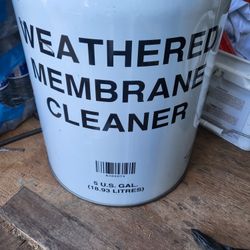 WEATHERED
MEMBRANE
CLEANER
5 U.S. GAL.
(18.93 LITRES)